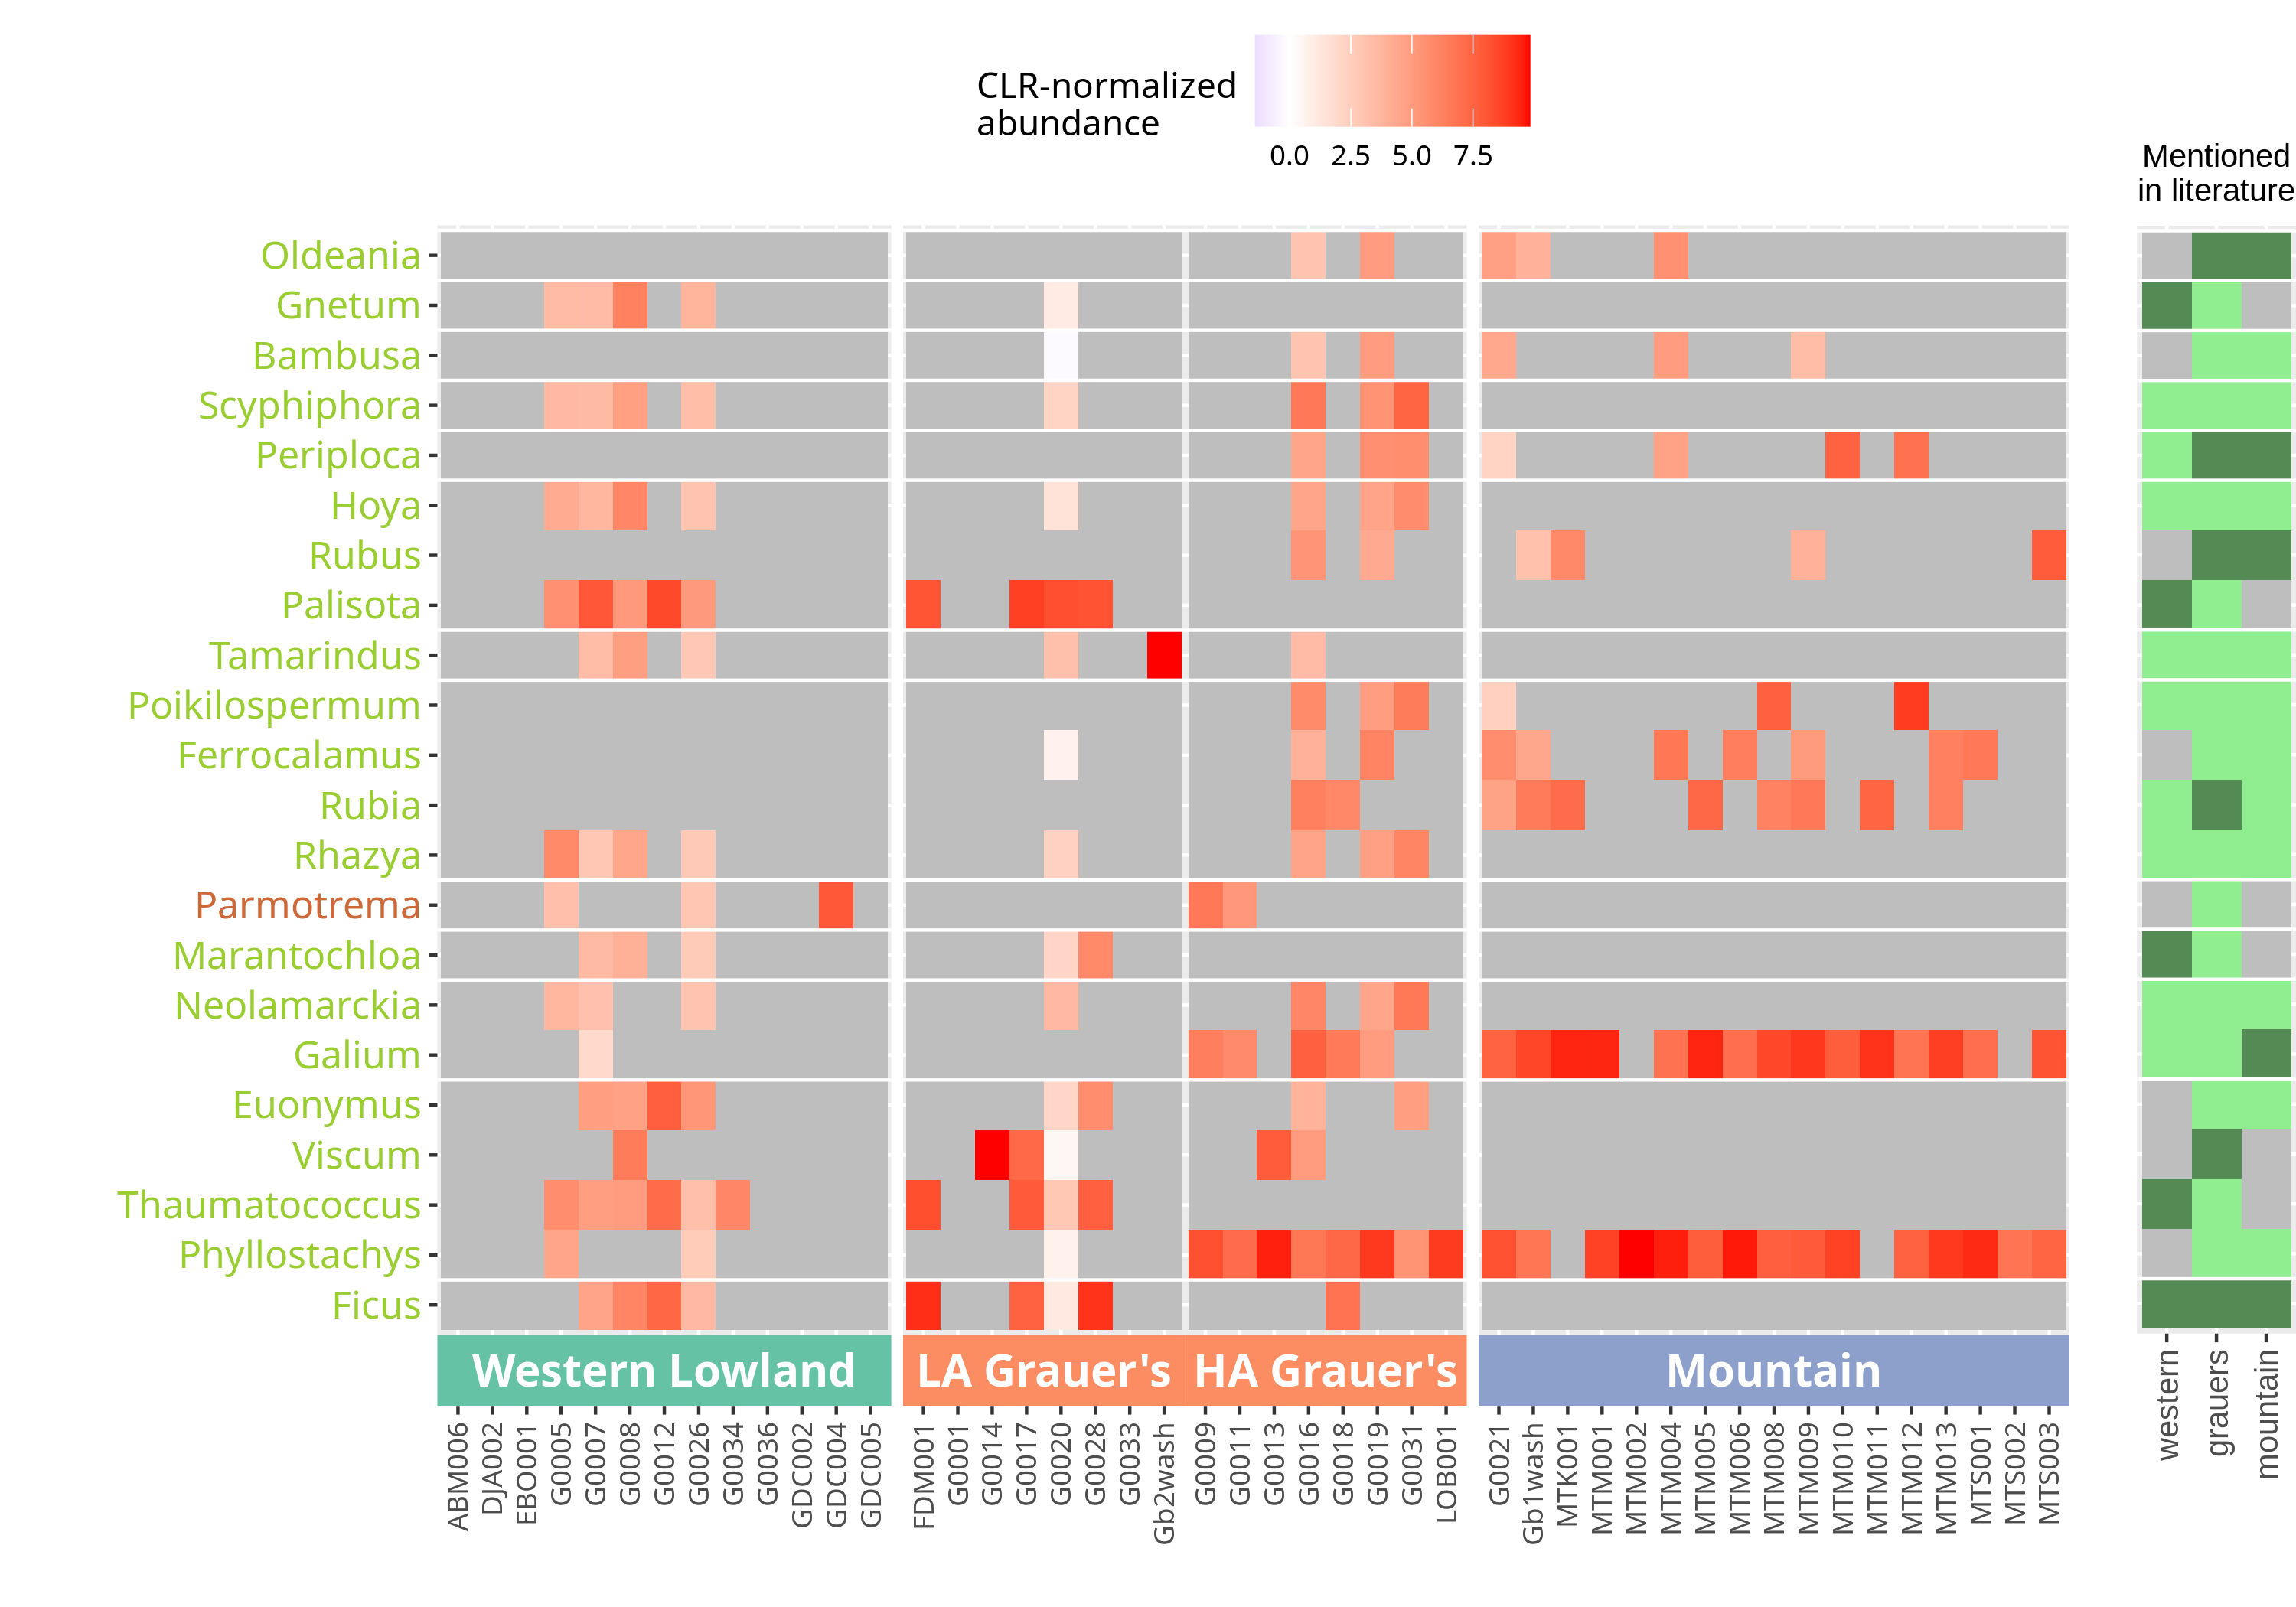 CLR-normalized
abundance
0.0 2.5 5.0 7.5
Mentioned
in literature
Oldeania
Gnetum
Bambusa
Scyphiphora
Periploca
Hoya
Rubus
Palisota
Tamarindus
Poikilospermum
Ferrocalamus
Rubia
Rhazya
Parmotrema
Marantochloa
Neolamarckia
Galium
Euonymus
Viscum
Thaumatococcus
Phyllostachys
Ficus
Western Lowland LA Grauer's HA Grauer's Mountain
ABM006 DJA002 EBO001 G0005 G0007 G0008 G0012 G0026 G0034 G0036 GDC002 GDC004 GDC005 FDM001 G0001 G0014 G0017 G0020 G0028 G0033 Gb2wash G0009 G0011 G0013 G0016 G0018 G0019 G0031 LOB001 G0021 Gb1wash MTK001 MTM001 MTM002 MTM004 MTM005 MTM006 MTM008 MTM009 MTM010 MTM011 MTM012 MTM013 MTS001 MTS002 MTS003 western grauers mountain